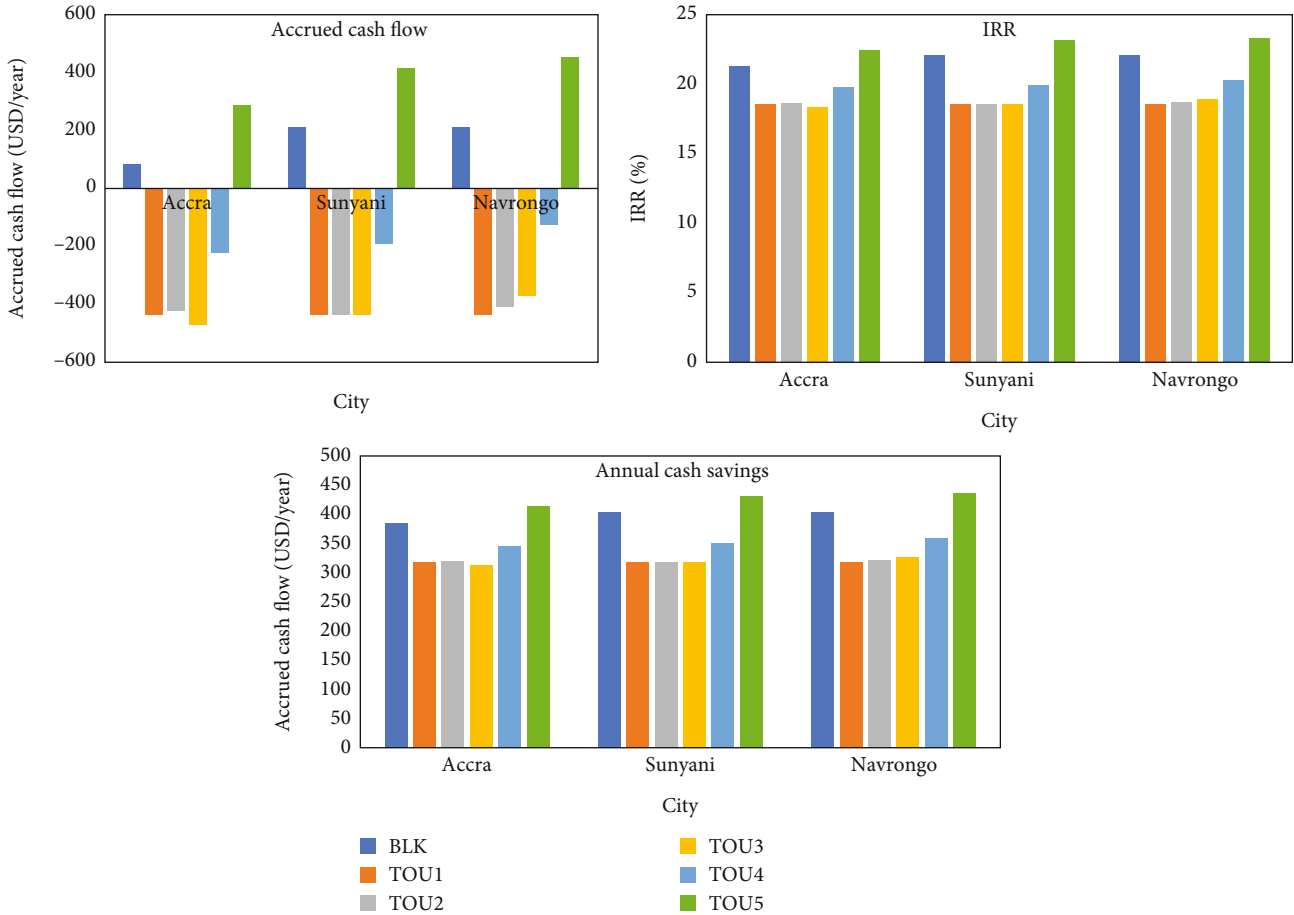 Accrued cash flow
Accrued cash flow (USD/year)
600
400
200
0
–200
–400
–600
Accra
Sunyani
Navrongo
City
IRR
IRR (%)
25
20
15
10
5
0
Accra
Sunyani
Navrongo
City
Annual cash savings
Accrued cash flow (USD/year)
500
450
400
350
300
250
200
150
100
50
0
Accra
Sunyani
Navrongo
City
BLK
TOU1
TOU2
TOU3
TOU4
TOU5